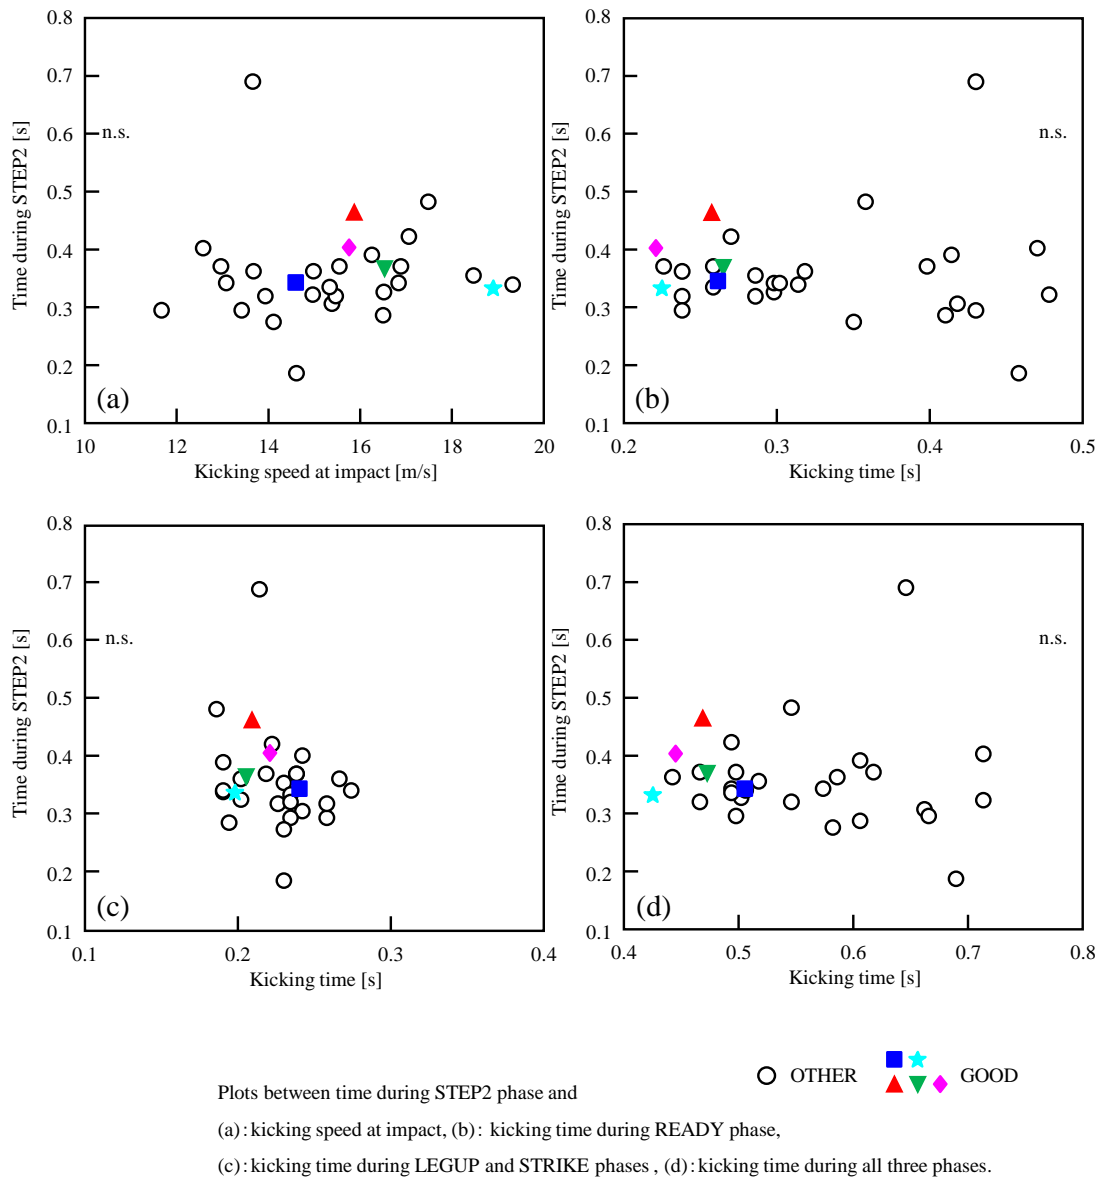 0.8
0.7
0.6
0.5
0.4
0.3
0.2
0.1
Time during STEP2 [s]
n.s.
(a)
10 12 14 16 18 20
Kicking speed at impact [m/s]
0.8
0.7
0.6
0.5
0.4
0.3
0.2
0.1
Time during STEP2 [s]
n.s.
(b)
0.2 0.3 0.4 0.5
Kicking time [s]
0.8
0.7
0.6
0.5
0.4
0.3
0.2
0.1
Time during STEP2 [s]
n.s.
(c)
0.1 0.2 0.3 0.4
Kicking time [s]
0.8
0.7
0.6
0.5
0.4
0.3
0.2
0.1
Time during STEP2 [s]
n.s.
(d)
0.4 0.5 0.6 0.7 0.8
Kicking time [s]
OTHER GOOD
Plots between time during STEP2 phase and
(a): kicking speed at impact, (b): kicking time during READY phase,
(c): kicking time during LEGUP and STRIKE phases , (d): kicking time during all three phases.